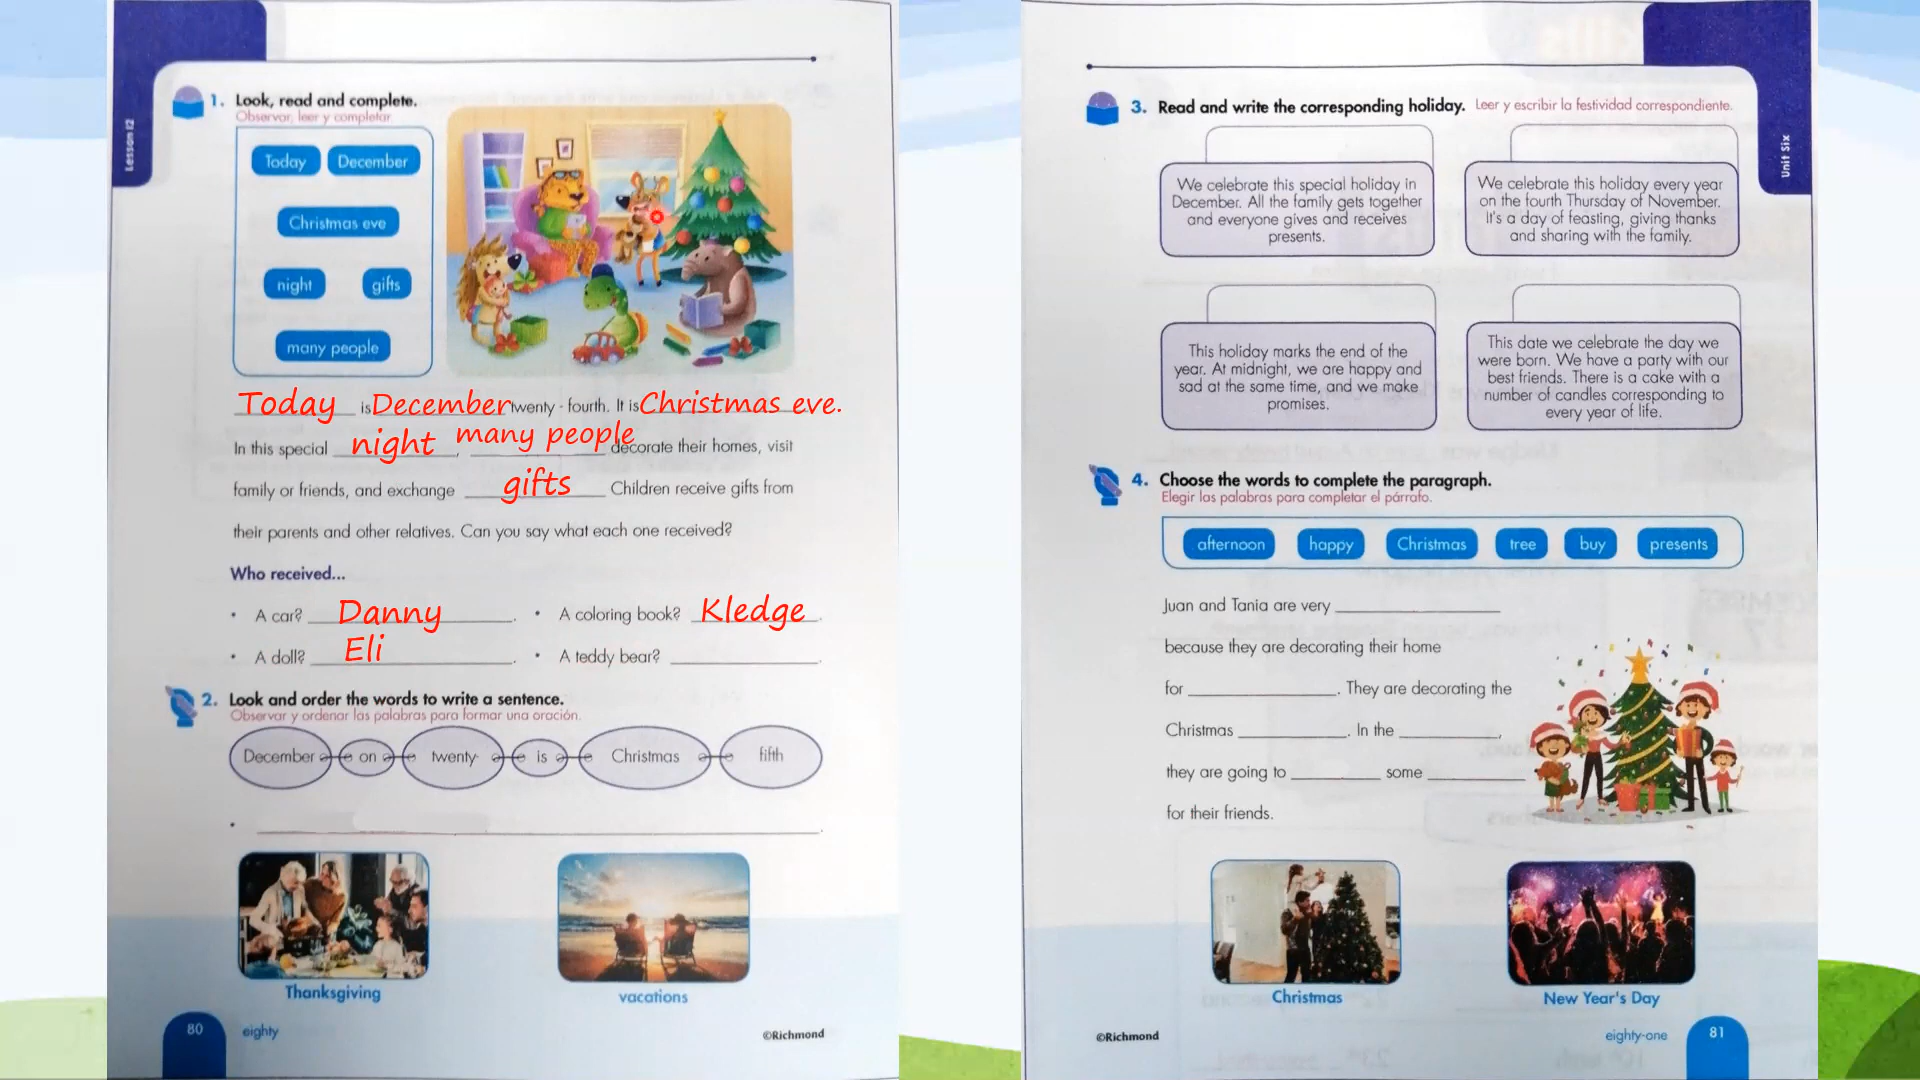 Lesson 12
1. Look, read and complete.
Observar, leer y completar.
Today December
Christmas eve
night gifts
many people
Today is December twenty - fourth. It is Christmas eve.
In this special night, many people decorate their homes, visit
family or friends, and exchange gifts Children receive gifts from
their parents and other relatives. Can you say what each one received?
Who received...
• A car? Danny. • A coloring book? Kledge.
• A doll? Eli. • A teddy bear? .
2. Look and order the words to write a sentence.
Observar y ordenar las palabras para formar una oración.
December on twenty- is Christmas fifth
Thanksgiving vacations
80 eighty ©Richmond
Unit Six
3. Read and write the corresponding holiday. Leer y escribir la festividad correspondiente.
We celebrate this special holiday in
December. All the family gets together
and everyone gives and receives
presents.
We celebrate this holiday every year
on the fourth Thursday of November.
It's a day of feasting, giving thanks
and sharing with the family.
This holiday marks the end of the
year. At midnight, we are happy and
sad at the same time, and we make
promises.
This date we celebrate the day we
were born. We have a party with our
best friends. There is a cake with a
number of candles corresponding to
every year of life.
4. Choose the words to complete the paragraph.
Elegir las palabras para completar el párrafo.
afternoon happy Christmas tree buy presents
Juan and Tania are very
because they are decorating their home
for . They are decorating the
Christmas . In the ,
they are going to some
for their friends.
Christmas New Year's Day
©Richmond eighty-one 81